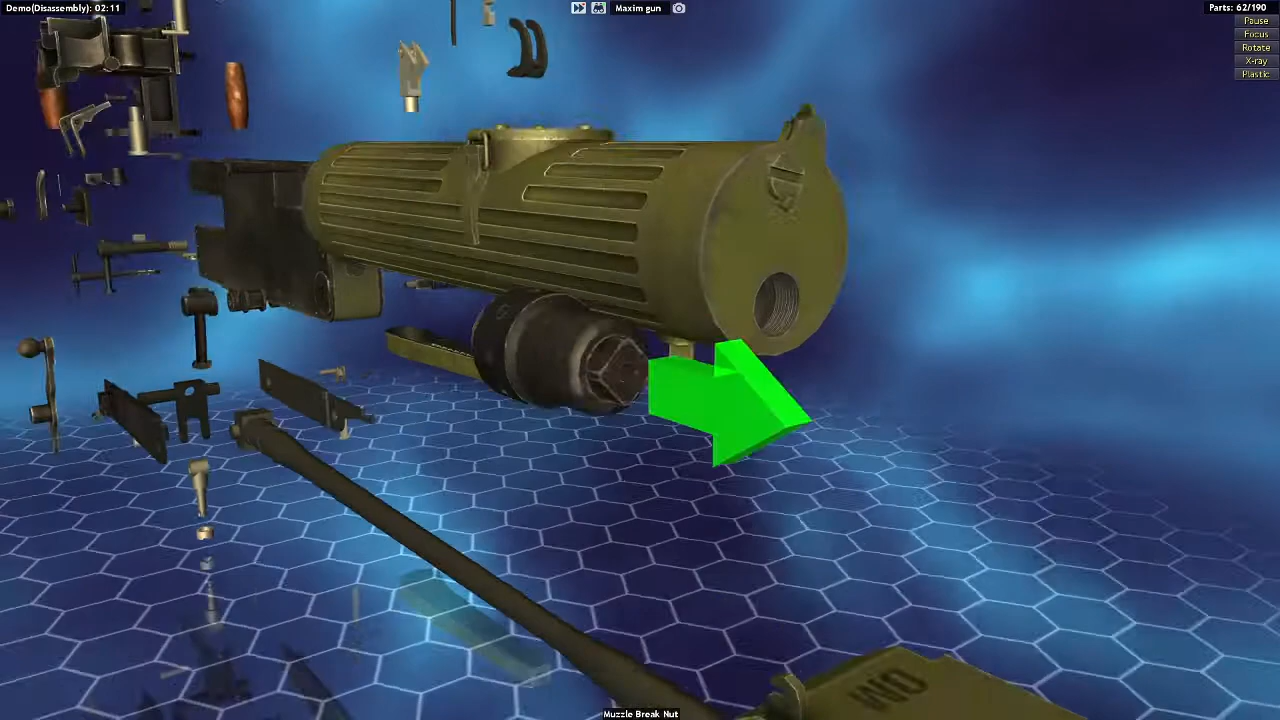 Demo(Disassembly): 02:11
Maxim gun
Parts: 62/190
Pause
Focus
Rotate
X-ray
Plastic
Muzzle Break Nut